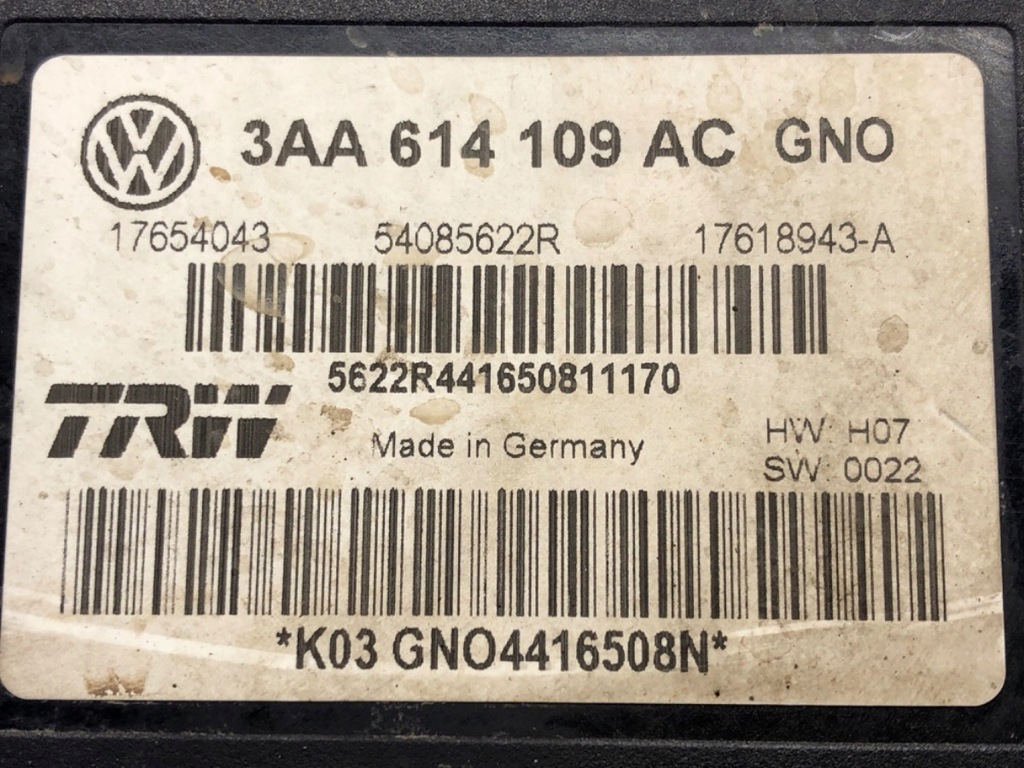 3AA 614 109 AC GNO
17654043 54085622R 17618943-A
5622R441650811170
TRW
Made in Germany
HW: H07
SW: 0022
*K03 GNO4416508N*